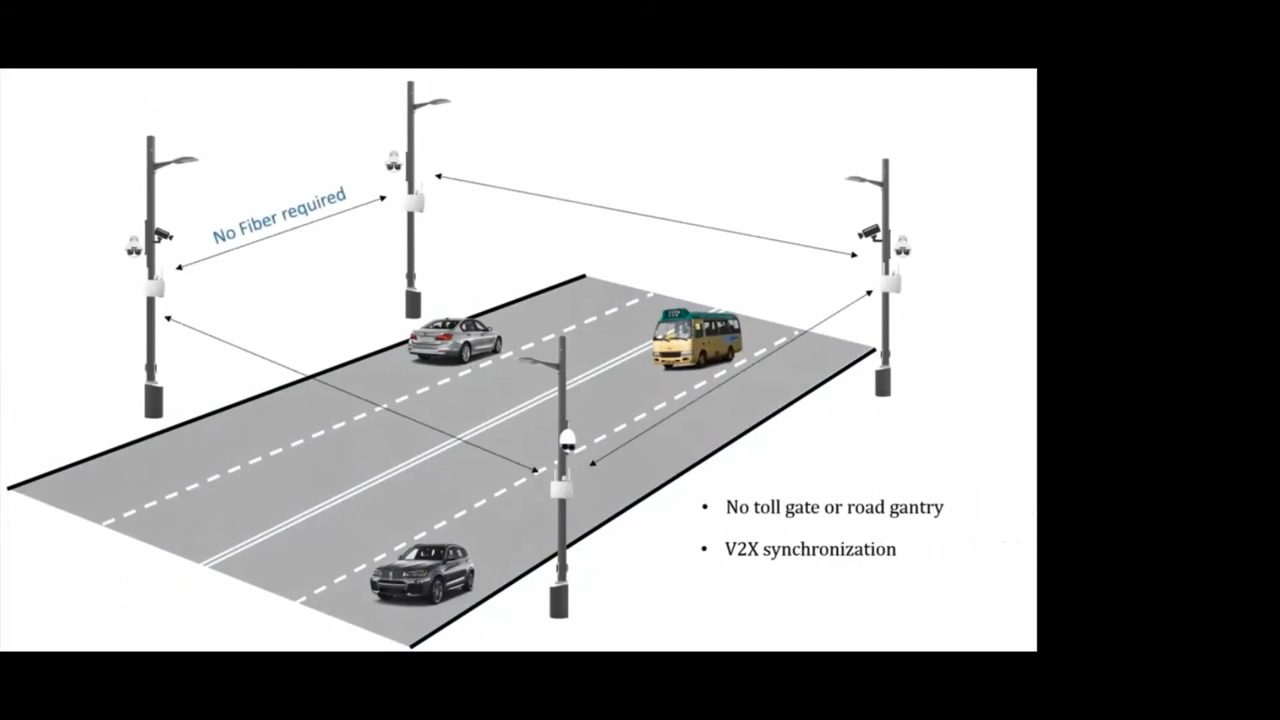 No Fiber required
• No toll gate or road gantry
• V2X synchronization